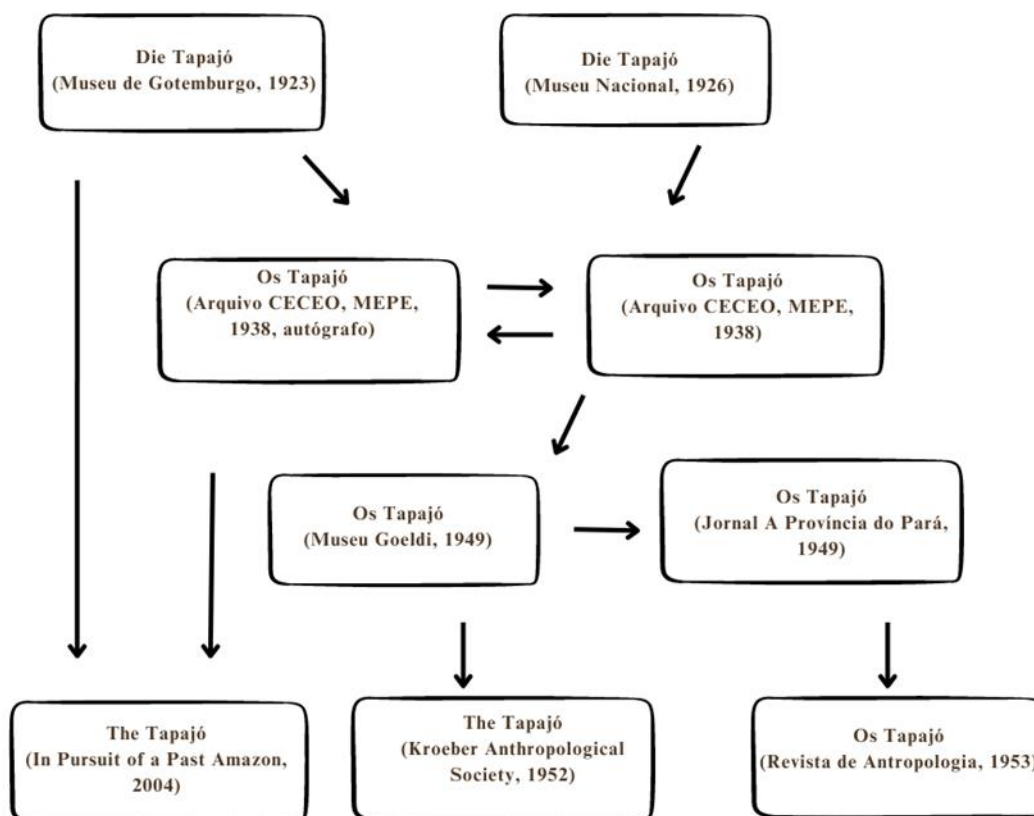 Die Tapajó
(Museu de Gotemburgo, 1923)
Die Tapajó
(Museu Nacional, 1926)
Os Tapajó
(Arquivo CECEO, MEPE,
1938, autógrafo)
Os Tapajó
(Arquivo CECEO, MEPE,
1938)
Os Tapajó
(Museu Goeldi, 1949)
Os Tapajó
(Jornal A Província do Pará,
1949)
The Tapajó
(In Pursuit of a Past Amazon,
2004)
The Tapajó
(Kroeber Anthropological
Society, 1952)
Os Tapajó
(Revista de Antropologia, 1953)